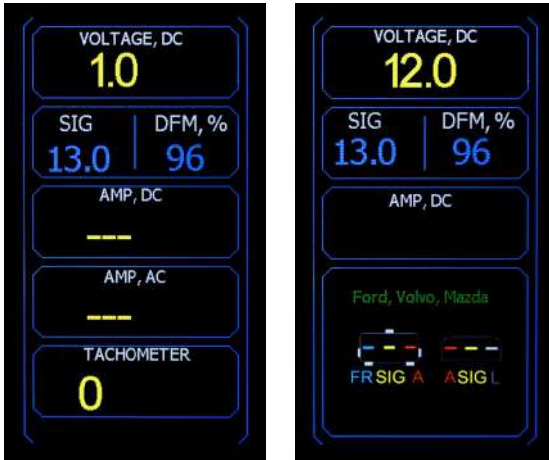 VOLTAGE, DC
1.0
SIG DFM, %
13.0 96
AMP, DC
---
AMP, AC
---
TACHOMETER
0
VOLTAGE, DC
12.0
SIG DFM, %
13.0 96
AMP, DC
Ford, Volvo, Mazda
FR SIG A A SIG L